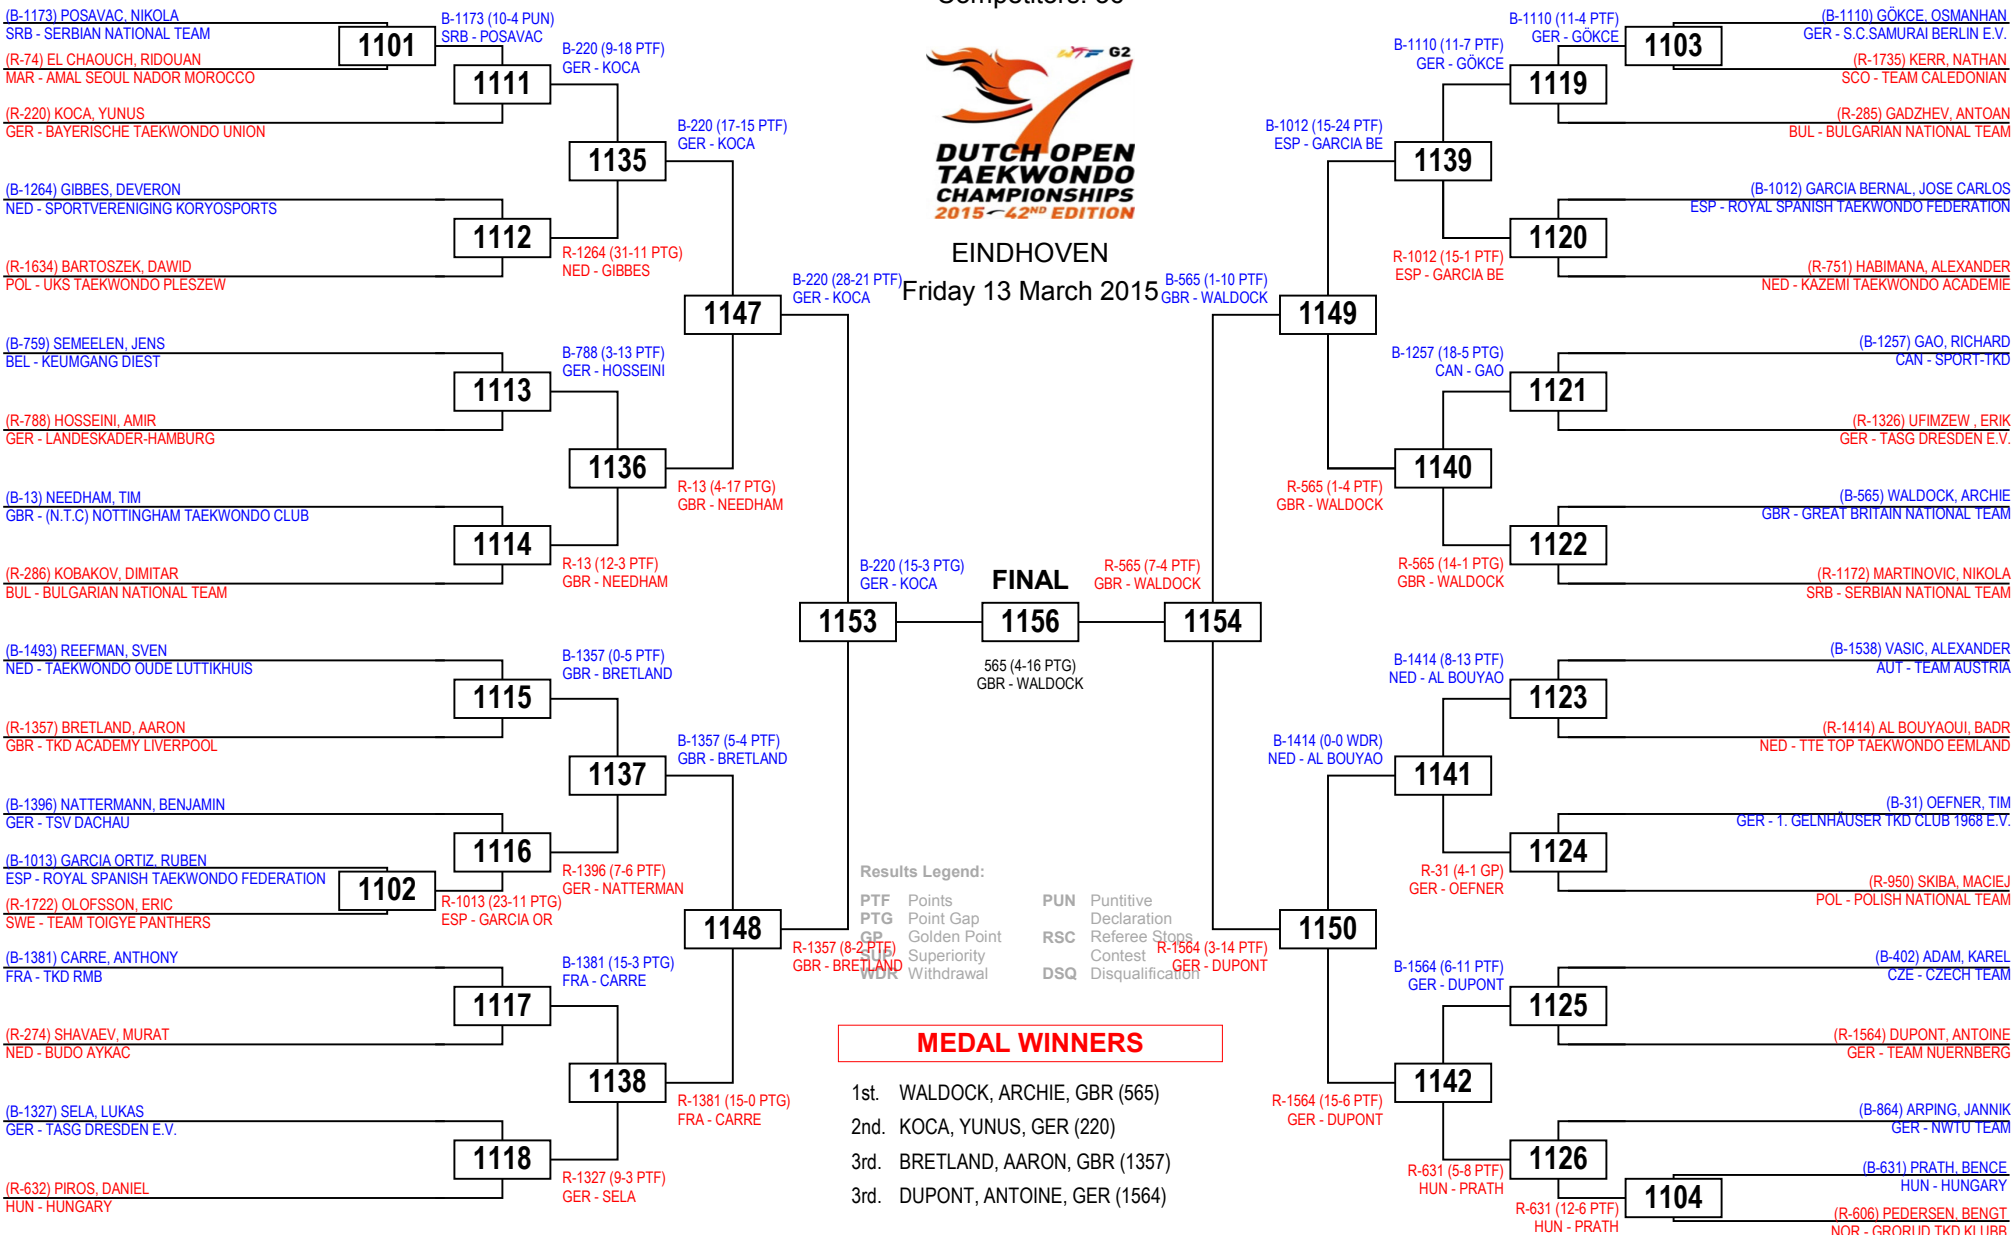 Competitors: 36
(B-1173) POSAVAC, NIKOLA
SRB - SERBIAN NATIONAL TEAM
(R-74) EL CHAOUCH, RIDOUAN
MAR - AMAL SEOUL NADOR MOROCCO
(R-220) KOCA, YUNUS
GER - BAYERISCHE TAEKWONDO UNION
(B-1264) GIBBES, DEVERON
NED - SPORTVERENIGING KORYOSPORTS
(R-1634) BARTOSZEK, DAWID
POL - UKS TAEKWONDO PLESZEW
(B-759) SEMEELEN, JENS
BEL - KEUMGANG DIEST
(R-788) HOSSEINI, AMIR
GER - LANDESKADER-HAMBURG
(B-13) NEEDHAM, TIM
GBR - (N.T.C) NOTTINGHAM TAEKWONDO CLUB
(R-286) KOBAKOV, DIMITAR
BUL - BULGARIAN NATIONAL TEAM
(B-1493) REEFMAN, SVEN
NED - TAEKWONDO OUDE LUTTIKHUIS
(R-1357) BRETLAND, AARON
GBR - TKD ACADEMY LIVERPOOL
(B-1396) NATTERMANN, BENJAMIN
GER - TSV DACHAU
(B-1013) GARCIA ORTIZ, RUBEN
ESP - ROYAL SPANISH TAEKWONDO FEDERATION
(R-1722) OLOFSSON, ERIC
SWE - TEAM TOIGYE PANTHERS
(B-1381) CARRE, ANTHONY
FRA - TKD RMB
(R-274) SHAVAEV, MURAT
NED - BUDO AYKAC
(B-1327) SELA, LUKAS
GER - TASG DRESDEN E.V.
(R-632) PIROS, DANIEL
HUN - HUNGARY
1101
1102
B-1173 (10-4 PUN)
SRB - POSAVAC
R-1013 (23-11 PTG)
ESP - GARCIA OR
1111
1112
1113
1114
1115
1116
1117
1118
B-220 (9-18 PTF)
GER - KOCA
R-1264 (31-11 PTG)
NED - GIBBES
B-788 (3-13 PTF)
GER - HOSSEINI
R-13 (12-3 PTF)
GBR - NEEDHAM
B-1357 (0-5 PTF)
GBR - BRETLAND
R-1396 (7-6 PTF)
GER - NATTERMAN
B-1381 (15-3 PTG)
FRA - CARRE
R-1327 (9-3 PTF)
GER - SELA
1135
1136
1137
1138
B-220 (17-15 PTF)
GER - KOCA
R-13 (4-17 PTG)
GBR - NEEDHAM
B-1357 (5-4 PTF)
GBR - BRETLAND
R-1381 (15-0 PTG)
FRA - CARRE
1147
1148
B-220 (28-21 PTF)
GER - KOCA
R-1357 (8-2 PTF)
GBR - BRETLAND
1153
B-220 (15-3 PTG)
GER - KOCA
WTF G2
DUTCH OPEN
TAEKWONDO
CHAMPIONSHIPS
2015 - 42ND EDITION
EINDHOVEN
Friday 13 March 2015
FINAL
1156
565 (4-16 PTG)
GBR - WALDOCK
Results Legend:
PTF Points
PTG Point Gap
GP Golden Point
SUP Superiority
WDR Withdrawal
PUN Puntitive
Declaration
RSC Referee Stops
Contest
DSQ Disqualification
MEDAL WINNERS
1st. WALDOCK, ARCHIE, GBR (565)
2nd. KOCA, YUNUS, GER (220)
3rd. BRETLAND, AARON, GBR (1357)
3rd. DUPONT, ANTOINE, GER (1564)
R-565 (7-4 PTF)
GBR - WALDOCK
1154
B-565 (1-10 PTF)
GBR - WALDOCK
R-1564 (3-14 PTF)
GER - DUPONT
1149
1150
B-1012 (15-24 PTF)
ESP - GARCIA BE
R-565 (1-4 PTF)
GBR - WALDOCK
B-1414 (0-0 WDR)
NED - AL BOUYAO
R-1564 (15-6 PTF)
GER - DUPONT
1139
1140
1141
1142
B-1110 (11-7 PTF)
GER - GÖKCE
R-1012 (15-1 PTF)
ESP - GARCIA BE
B-1257 (18-5 PTG)
CAN - GAO
R-565 (14-1 PTG)
GBR - WALDOCK
B-1414 (8-13 PTF)
NED - AL BOUYAO
R-31 (4-1 GP)
GER - OEFNER
B-1564 (6-11 PTF)
GER - DUPONT
R-631 (5-8 PTF)
HUN - PRATH
1119
1120
1121
1122
1123
1124
1125
1126
B-1110 (11-4 PTF)
GER - GÖKCE
R-631 (12-6 PTF)
HUN - PRATH
1103
1104
(B-1110) GÖKCE, OSMANHAN
GER - S.C.SAMURAI BERLIN E.V.
(R-1735) KERR, NATHAN
SCO - TEAM CALEDONIAN
(R-285) GADZHEV, ANTOAN
BUL - BULGARIAN NATIONAL TEAM
(B-1012) GARCIA BERNAL, JOSE CARLOS
ESP - ROYAL SPANISH TAEKWONDO FEDERATION
(R-751) HABIMANA, ALEXANDER
NED - KAZEMI TAEKWONDO ACADEMIE
(B-1257) GAO, RICHARD
CAN - SPORT-TKD
(R-1326) UFIMZEW , ERIK
GER - TASG DRESDEN E.V.
(B-565) WALDOCK, ARCHIE
GBR - GREAT BRITAIN NATIONAL TEAM
(R-1172) MARTINOVIC, NIKOLA
SRB - SERBIAN NATIONAL TEAM
(B-1538) VASIC, ALEXANDER
AUT - TEAM AUSTRIA
(R-1414) AL BOUYAOUI, BADR
NED - TTE TOP TAEKWONDO EEMLAND
(B-31) OEFNER, TIM
GER - 1. GELNHÄUSER TKD CLUB 1968 E.V.
(R-950) SKIBA, MACIEJ
POL - POLISH NATIONAL TEAM
(B-402) ADAM, KAREL
CZE - CZECH TEAM
(R-1564) DUPONT, ANTOINE
GER - TEAM NUERNBERG
(B-864) ARPING, JANNIK
GER - NWTU TEAM
(B-631) PRATH, BENCE
HUN - HUNGARY
(R-606) PEDERSEN, BENGT
NOR - GRORUD TKD KLUBB